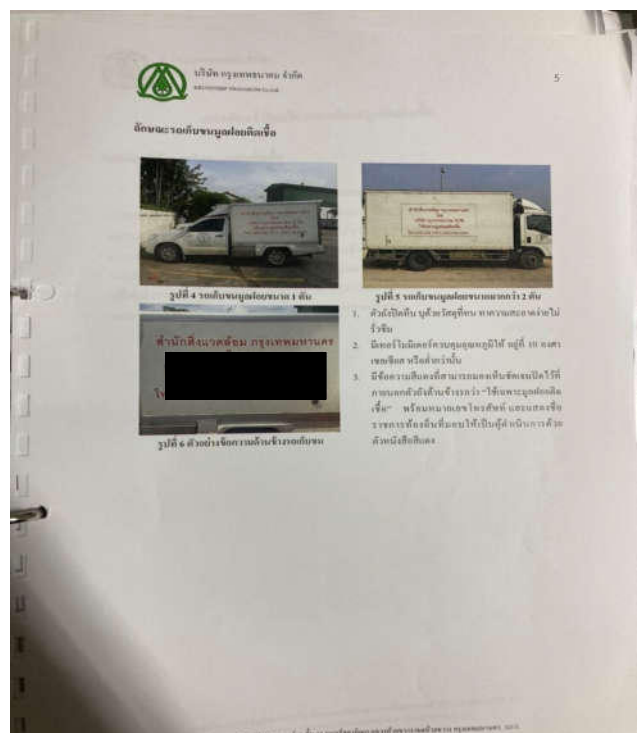 บริษัท กรุงเทพธนาคม จำกัด
5
ลักษณะรถเก็บขนมูลฝอยติดเชื้อ
รูปที่ 4 รถเก็บขนมูลฝอยขนาด 1 ตัน
รูปที่ 5 รถเก็บขนมูลฝอยขนาดมากกว่า 2 ตัน
สำนักสิ่งแวดล้อม กรุงเทพมหานคร
รูปที่ 6 ตัวอย่างข้อความด้านข้างรถเก็บขน
1. ตัวถังปิดทึบ บุด้วยวัสดุที่ทน ทำความสะอาดง่ายไม่
รั่วซึม
2. มีเทอร์โมมิเตอร์ควบคุมอุณหภูมิให้ อยู่ที่ 10 องศา
เซลเซียส หรือต่ำกว่านั้น
3. มีข้อความสีแดงที่สามารถมองเห็นชัดเจนปิดไว้ที่
ภายนอกตัวถังด้านข้างรถว่า "ใช้เฉพาะมูลฝอยติด
เชื้อ" พร้อมหมายเลขโทรศัพท์ และแสดงชื่อ
ราชการท้องถิ่นที่มอบให้เป็นผู้ดำเนินการด้วย
ตัวหนังสือสีแดง